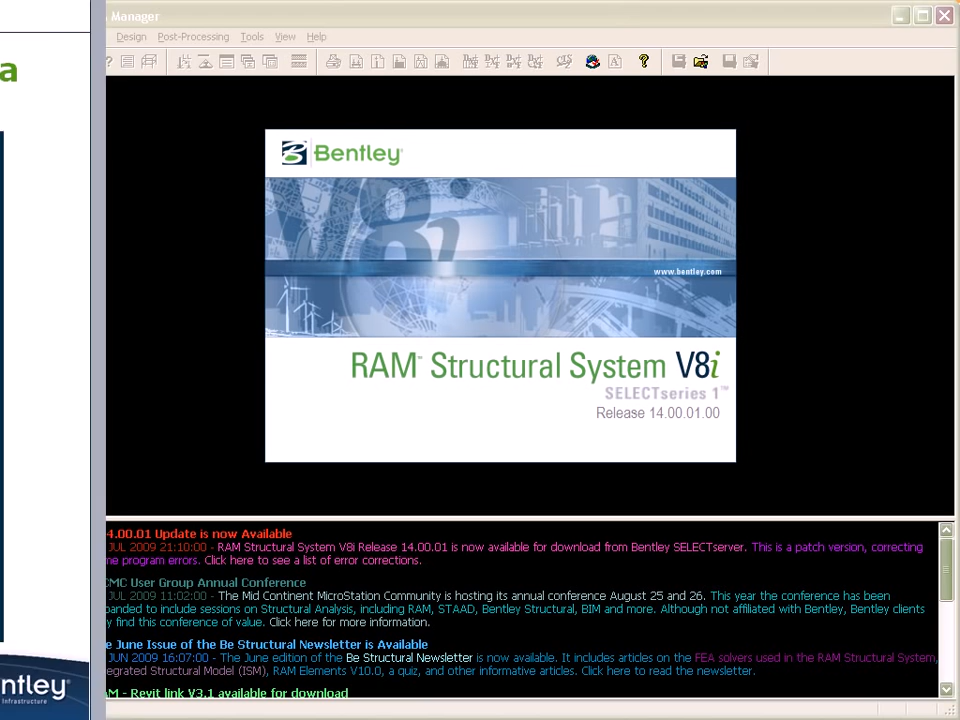 Manager
a
Design Post-Processing Tools View Help
Bentley
www.bentley.com
RAM™ Structural System V8i
SELECTseries 1™
Release 14.00.01.00
4.00.01 Update is now Available
JUL 2009 21:10:00 - RAM Structural System V8i Release 14.00.01 is now available for download from Bentley SELECTserver. This is a patch version, correcting
me program errors. Click here to see a list of error corrections.
CMC User Group Annual Conference
JUL 2009 11:02:00 - The Mid Continent MicroStation Community is hosting its annual conference August 25 and 26. This year the conference has been
panded to include sessions on Structural Analysis, including RAM, STAAD, Bentley Structural, BIM and more. Although not affiliated with Bentley, Bentley clients
y find this conference of value. Click here for more information.
e June Issue of the Be Structural Newsletter is Available
JUN 2009 16:07:00 - The June edition of the Be Structural Newsletter is now available. It includes articles on the FEA solvers used in the RAM Structural System,
egrated Structural Model (ISM), RAM Elements V10.0, a quiz, and other informative articles. Click here to read the newsletter.
AM - Revit link V3.1 available for download
ntley
Infrastructure